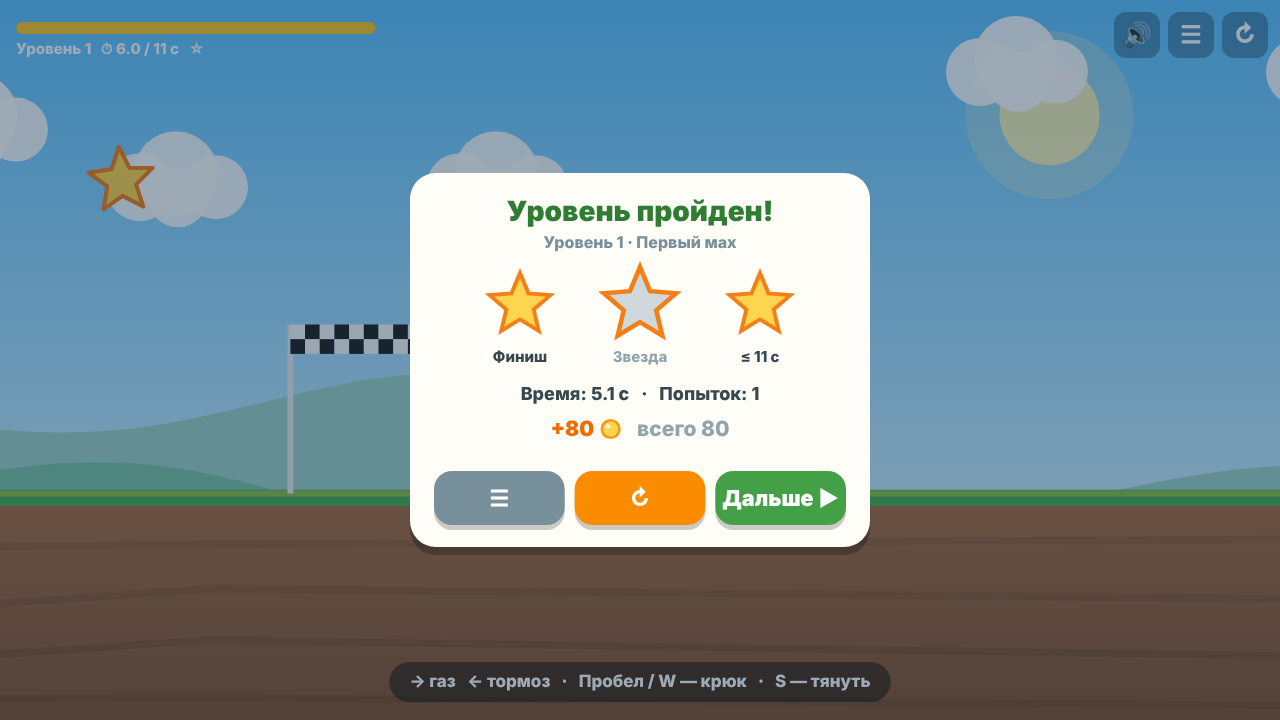 Уровень 1 ⏱ 6.0 / 11 с ☆
Уровень пройден!
Уровень 1 · Первый мах
Финиш
Звезда
≤ 11 с
Время: 5.1 с · Попыток: 1
+80 всего 80
Дальше ▶
→ газ ← тормоз · Пробел / W — крюк · S — тянуть